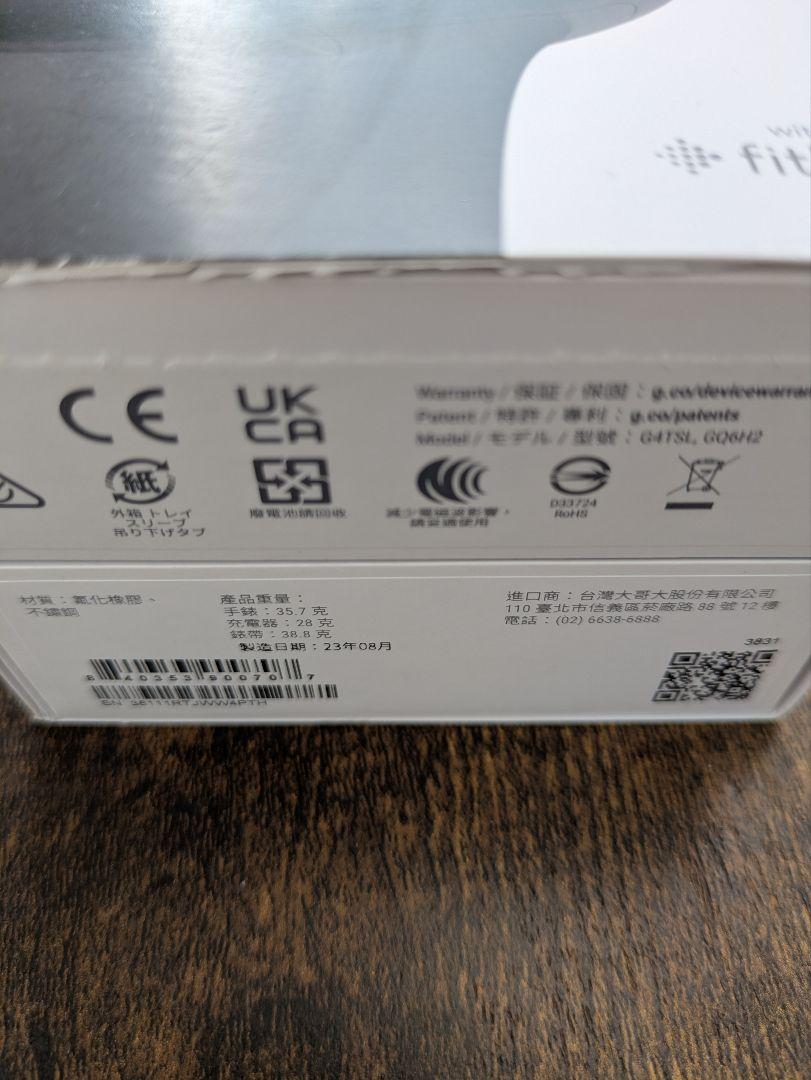 fit
CE
UK
CA
Warranty / 保証 / 保固 : g.co/devicewarran
Patent / 特許 / 專利 : g.co/patents
Model / モデル / 型號 : G4TSL, GQ6H2
紙
外箱 トレイ
スリーブ
吊り下げタブ
廢電池請回收
減少電磁波影響，
請妥適使用
D33724
RoHS
材質：氟化橡膠、
不鏽鋼
產品重量：
手錶：35.7 克
充電器：28 克
錶帶：38.8 克
製造日期：23年08月
進口商：台灣大哥大股份有限公司
110 臺北市信義區菸廠路 88 號 12 樓
電話：(02) 6638-6888
3831
8 40353 90070 7
SN 38111RTJWW4PTH